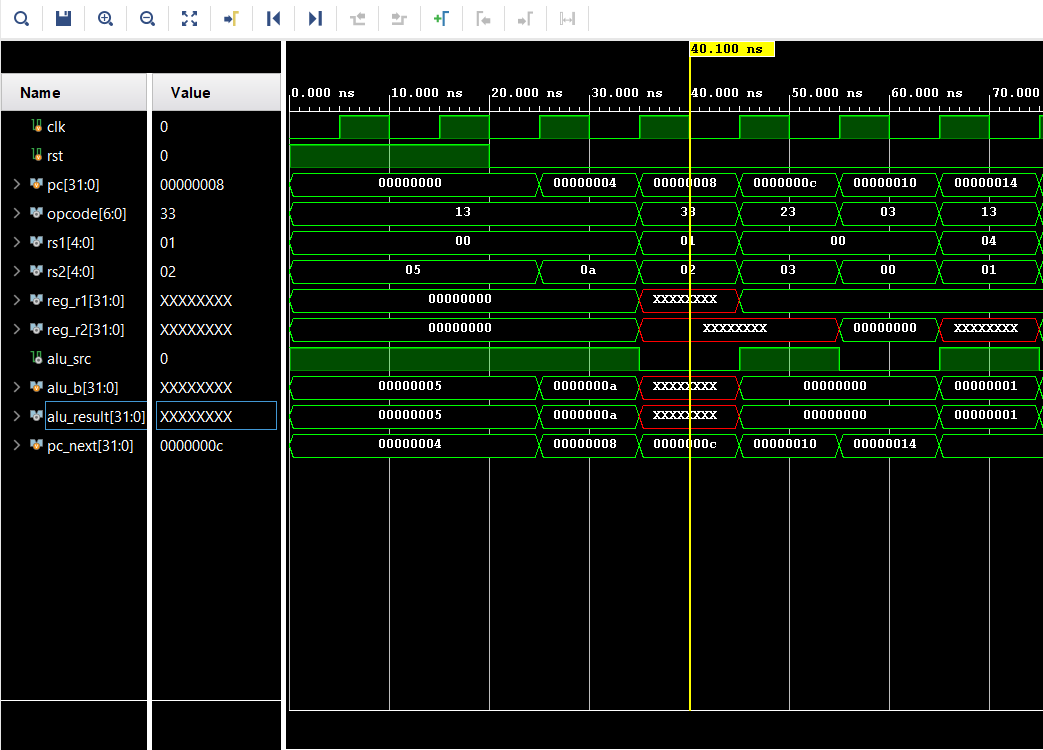 40.100 ns
Name Value
0.000 ns 10.000 ns 20.000 ns 30.000 ns 40.000 ns 50.000 ns 60.000 ns 70.000
clk 0
rst 0
pc[31:0] 00000008 00000000 00000004 00000008 0000000c 00000010 00000014
opcode[6:0] 33 13 33 23 03 13
rs1[4:0] 01 00 01 00 04
rs2[4:0] 02 05 0a 02 03 00 01
reg_r1[31:0] XXXXXXXX 00000000 XXXXXXXX
reg_r2[31:0] XXXXXXXX 00000000 XXXXXXXX 00000000 XXXXXXXX
alu_src 0
alu_b[31:0] XXXXXXXX 00000005 0000000a XXXXXXXX 00000000 00000001
alu_result[31:0] XXXXXXXX 00000005 0000000a XXXXXXXX 00000000 00000001
pc_next[31:0] 0000000c 00000004 00000008 0000000c 00000010 00000014